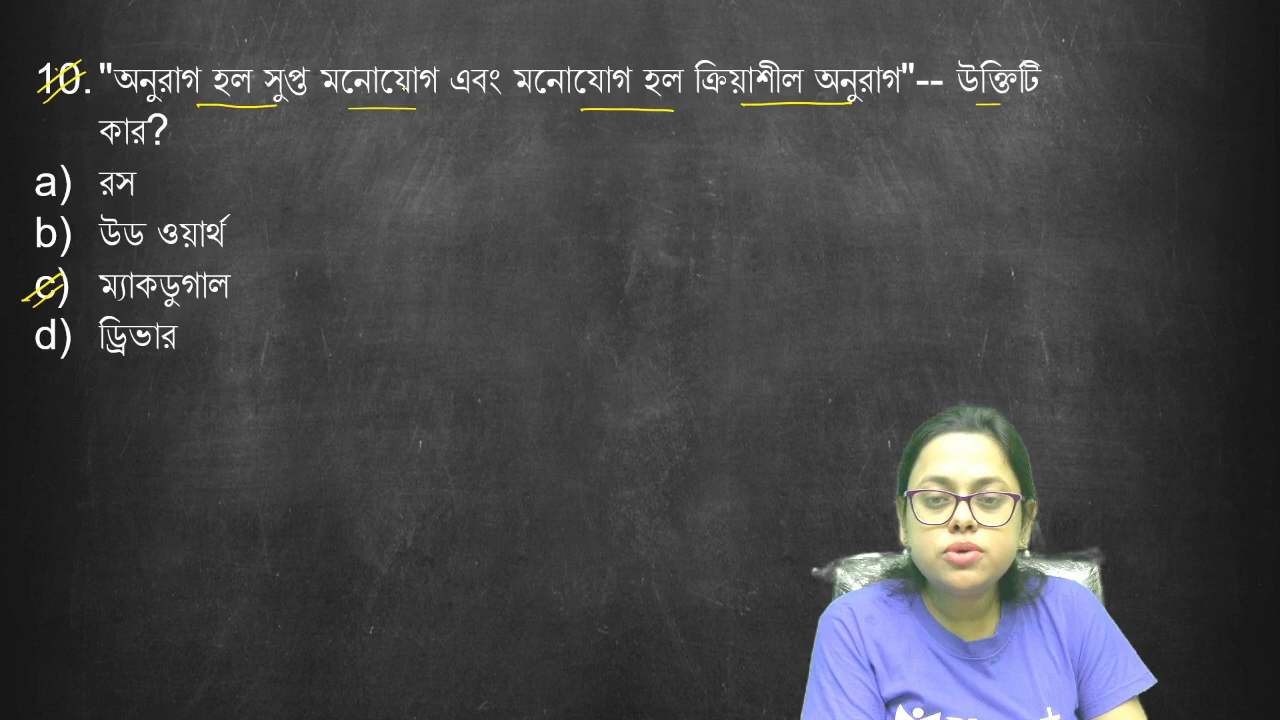 10. "অনুরাগ হল সুপ্ত মনোযোগ এবং মনোযোগ হল ক্রিয়াশীল অনুরাগ"-- উক্তিটি
কার?
a) রস
b) উড ওয়ার্থ
c) ম্যাকডুগাল
d) ড্রিভার